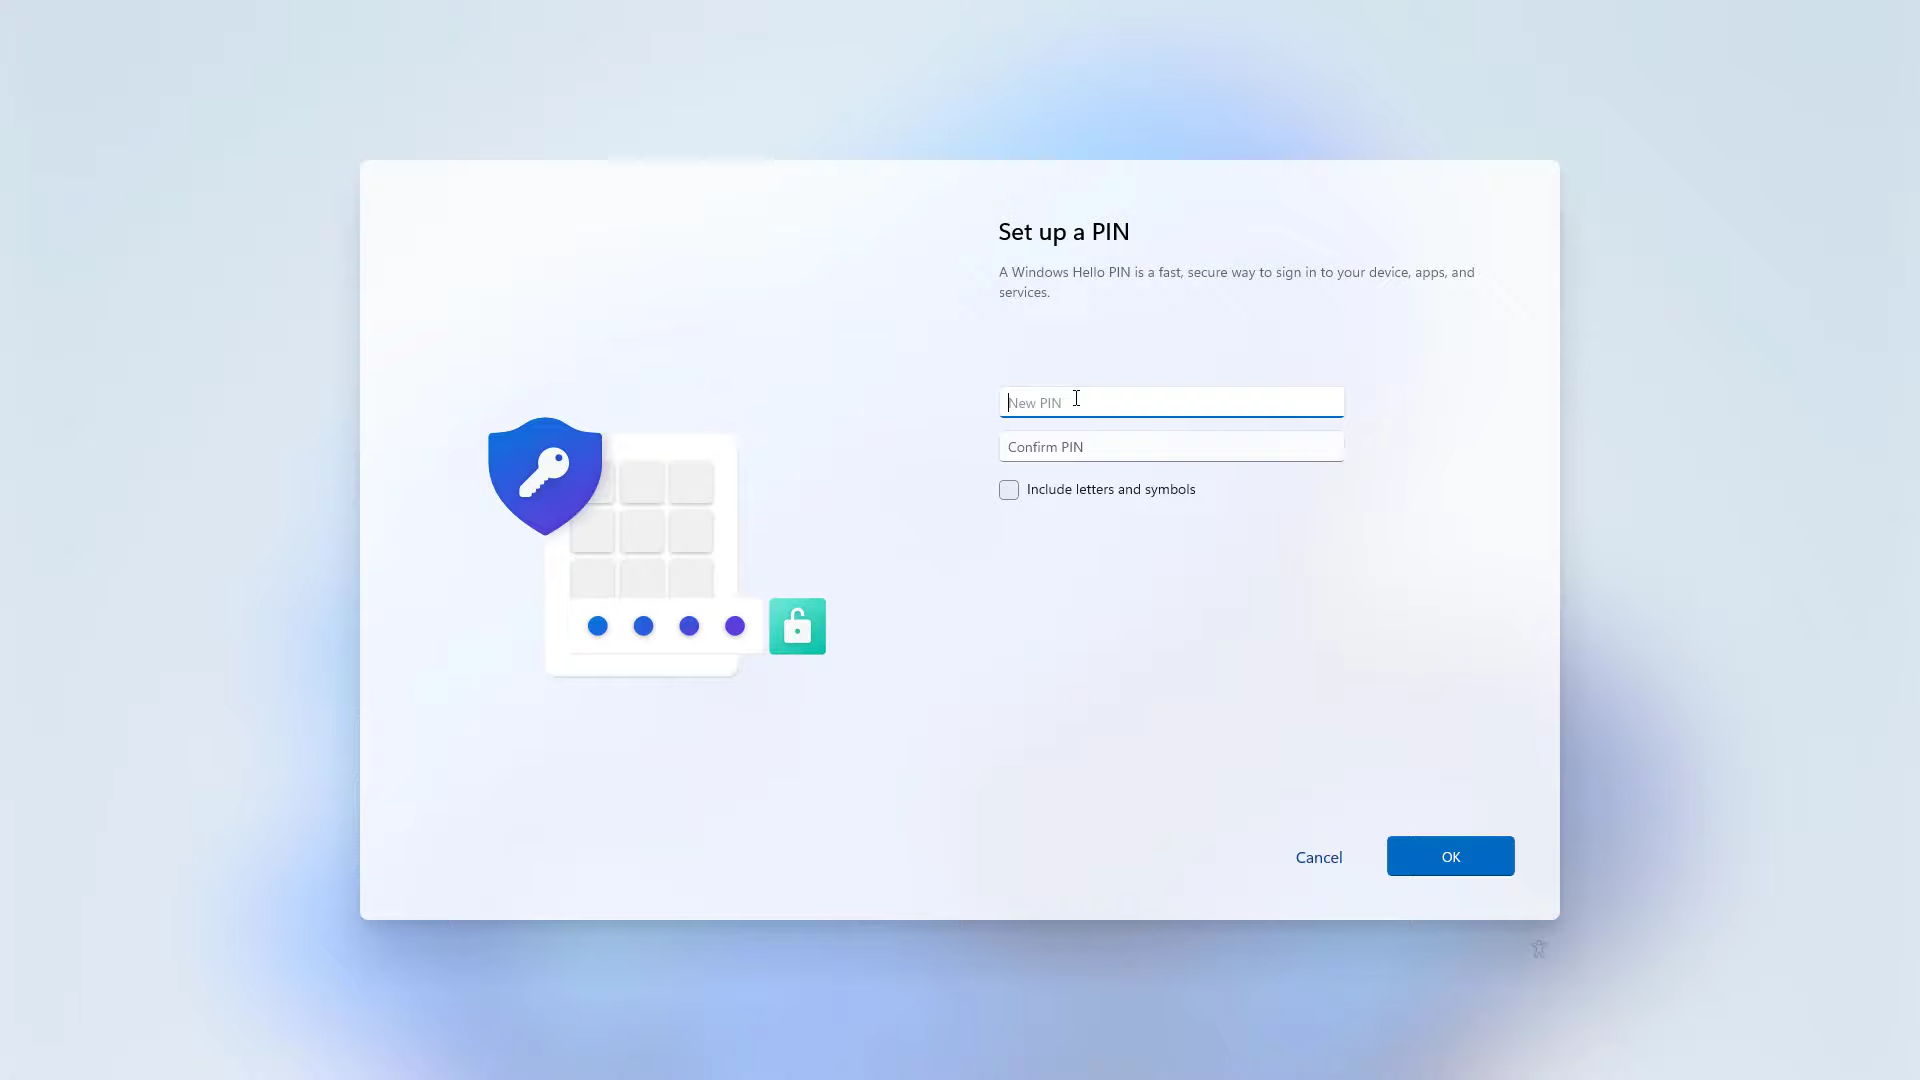 Set up a PIN
A Windows Hello PIN is a fast, secure way to sign in to your device, apps, and
services.
New PIN
Confirm PIN
Include letters and symbols
Cancel
OK